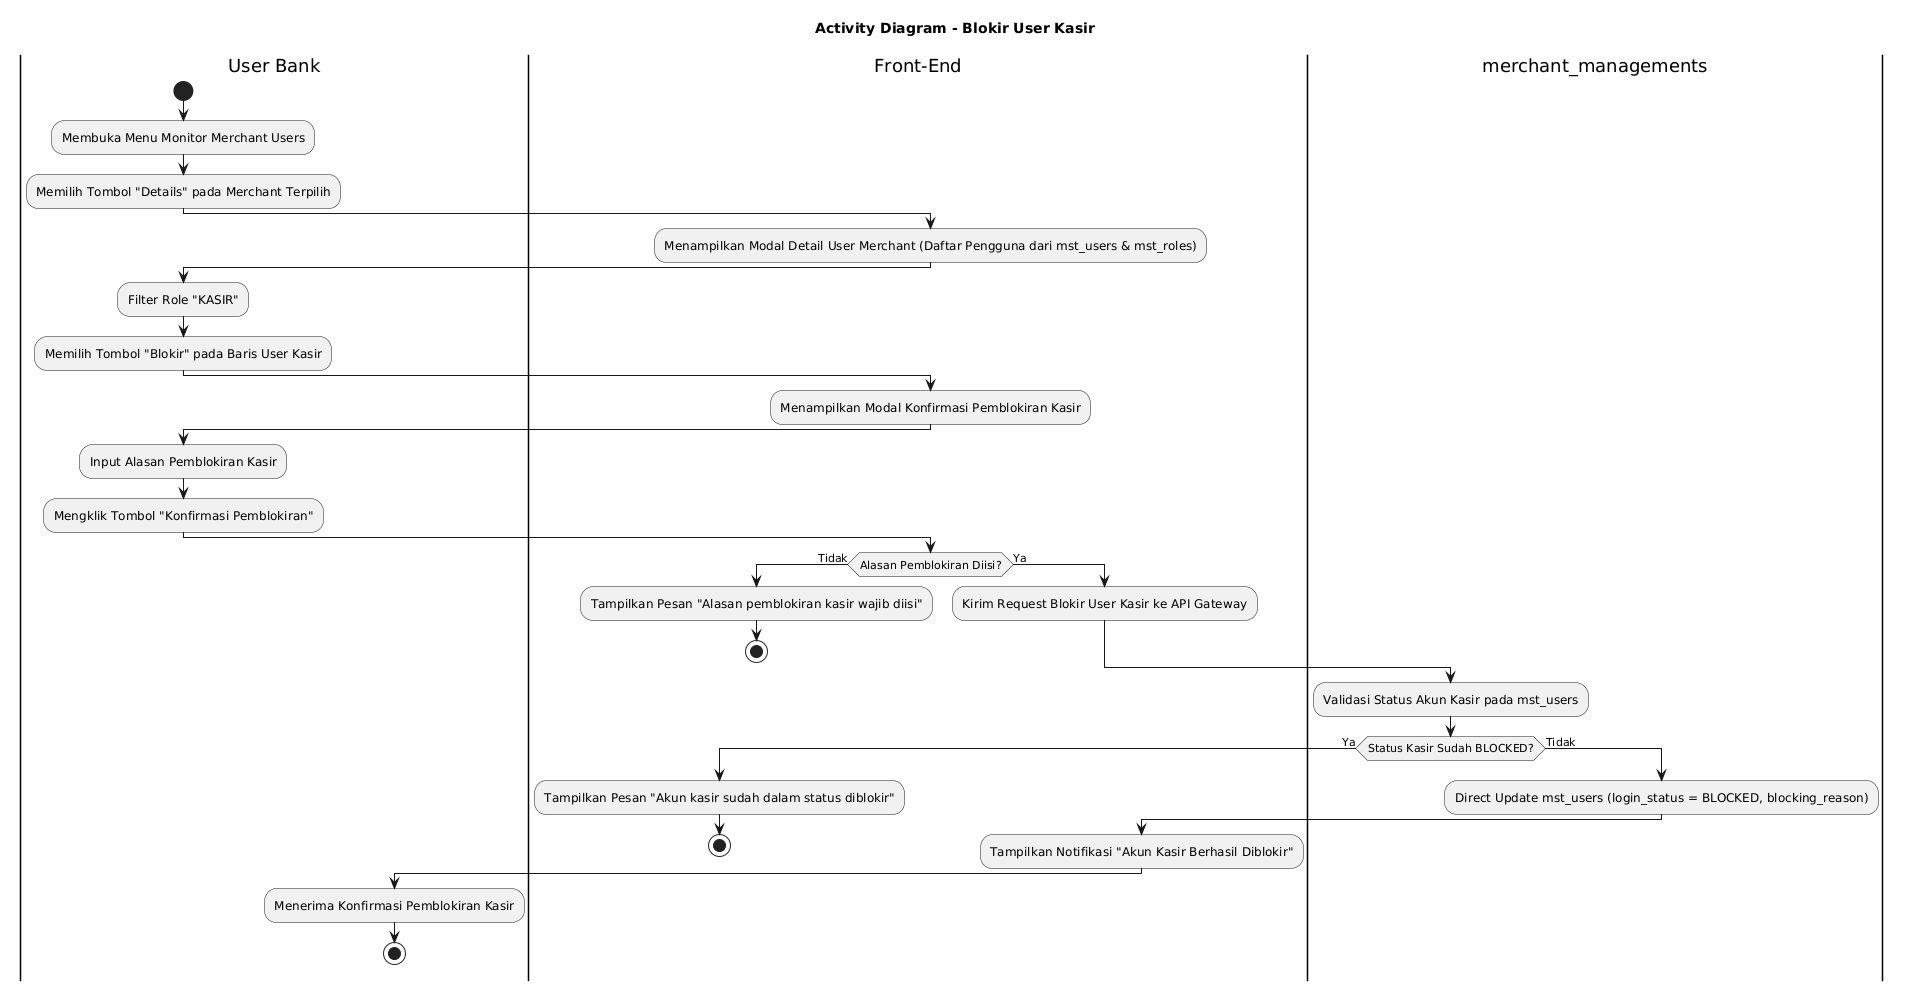 Activity Diagram - Blokir User Kasir
User Bank
Front-End
merchant_managements
Membuka Menu Monitor Merchant Users
Memilih Tombol "Details" pada Merchant Terpilih
Menampilkan Modal Detail User Merchant (Daftar Pengguna dari mst_users & mst_roles)
Filter Role "KASIR"
Memilih Tombol "Blokir" pada Baris User Kasir
Menampilkan Modal Konfirmasi Pemblokiran Kasir
Input Alasan Pemblokiran Kasir
Mengklik Tombol "Konfirmasi Pemblokiran"
Tidak
Alasan Pemblokiran Diisi?
Ya
Tampilkan Pesan "Alasan pemblokiran kasir wajib diisi"
Kirim Request Blokir User Kasir ke API Gateway
Validasi Status Akun Kasir pada mst_users
Ya
Status Kasir Sudah BLOCKED?
Tidak
Tampilkan Pesan "Akun kasir sudah dalam status diblokir"
Direct Update mst_users (login_status = BLOCKED, blocking_reason)
Tampilkan Notifikasi "Akun Kasir Berhasil Diblokir"
Menerima Konfirmasi Pemblokiran Kasir